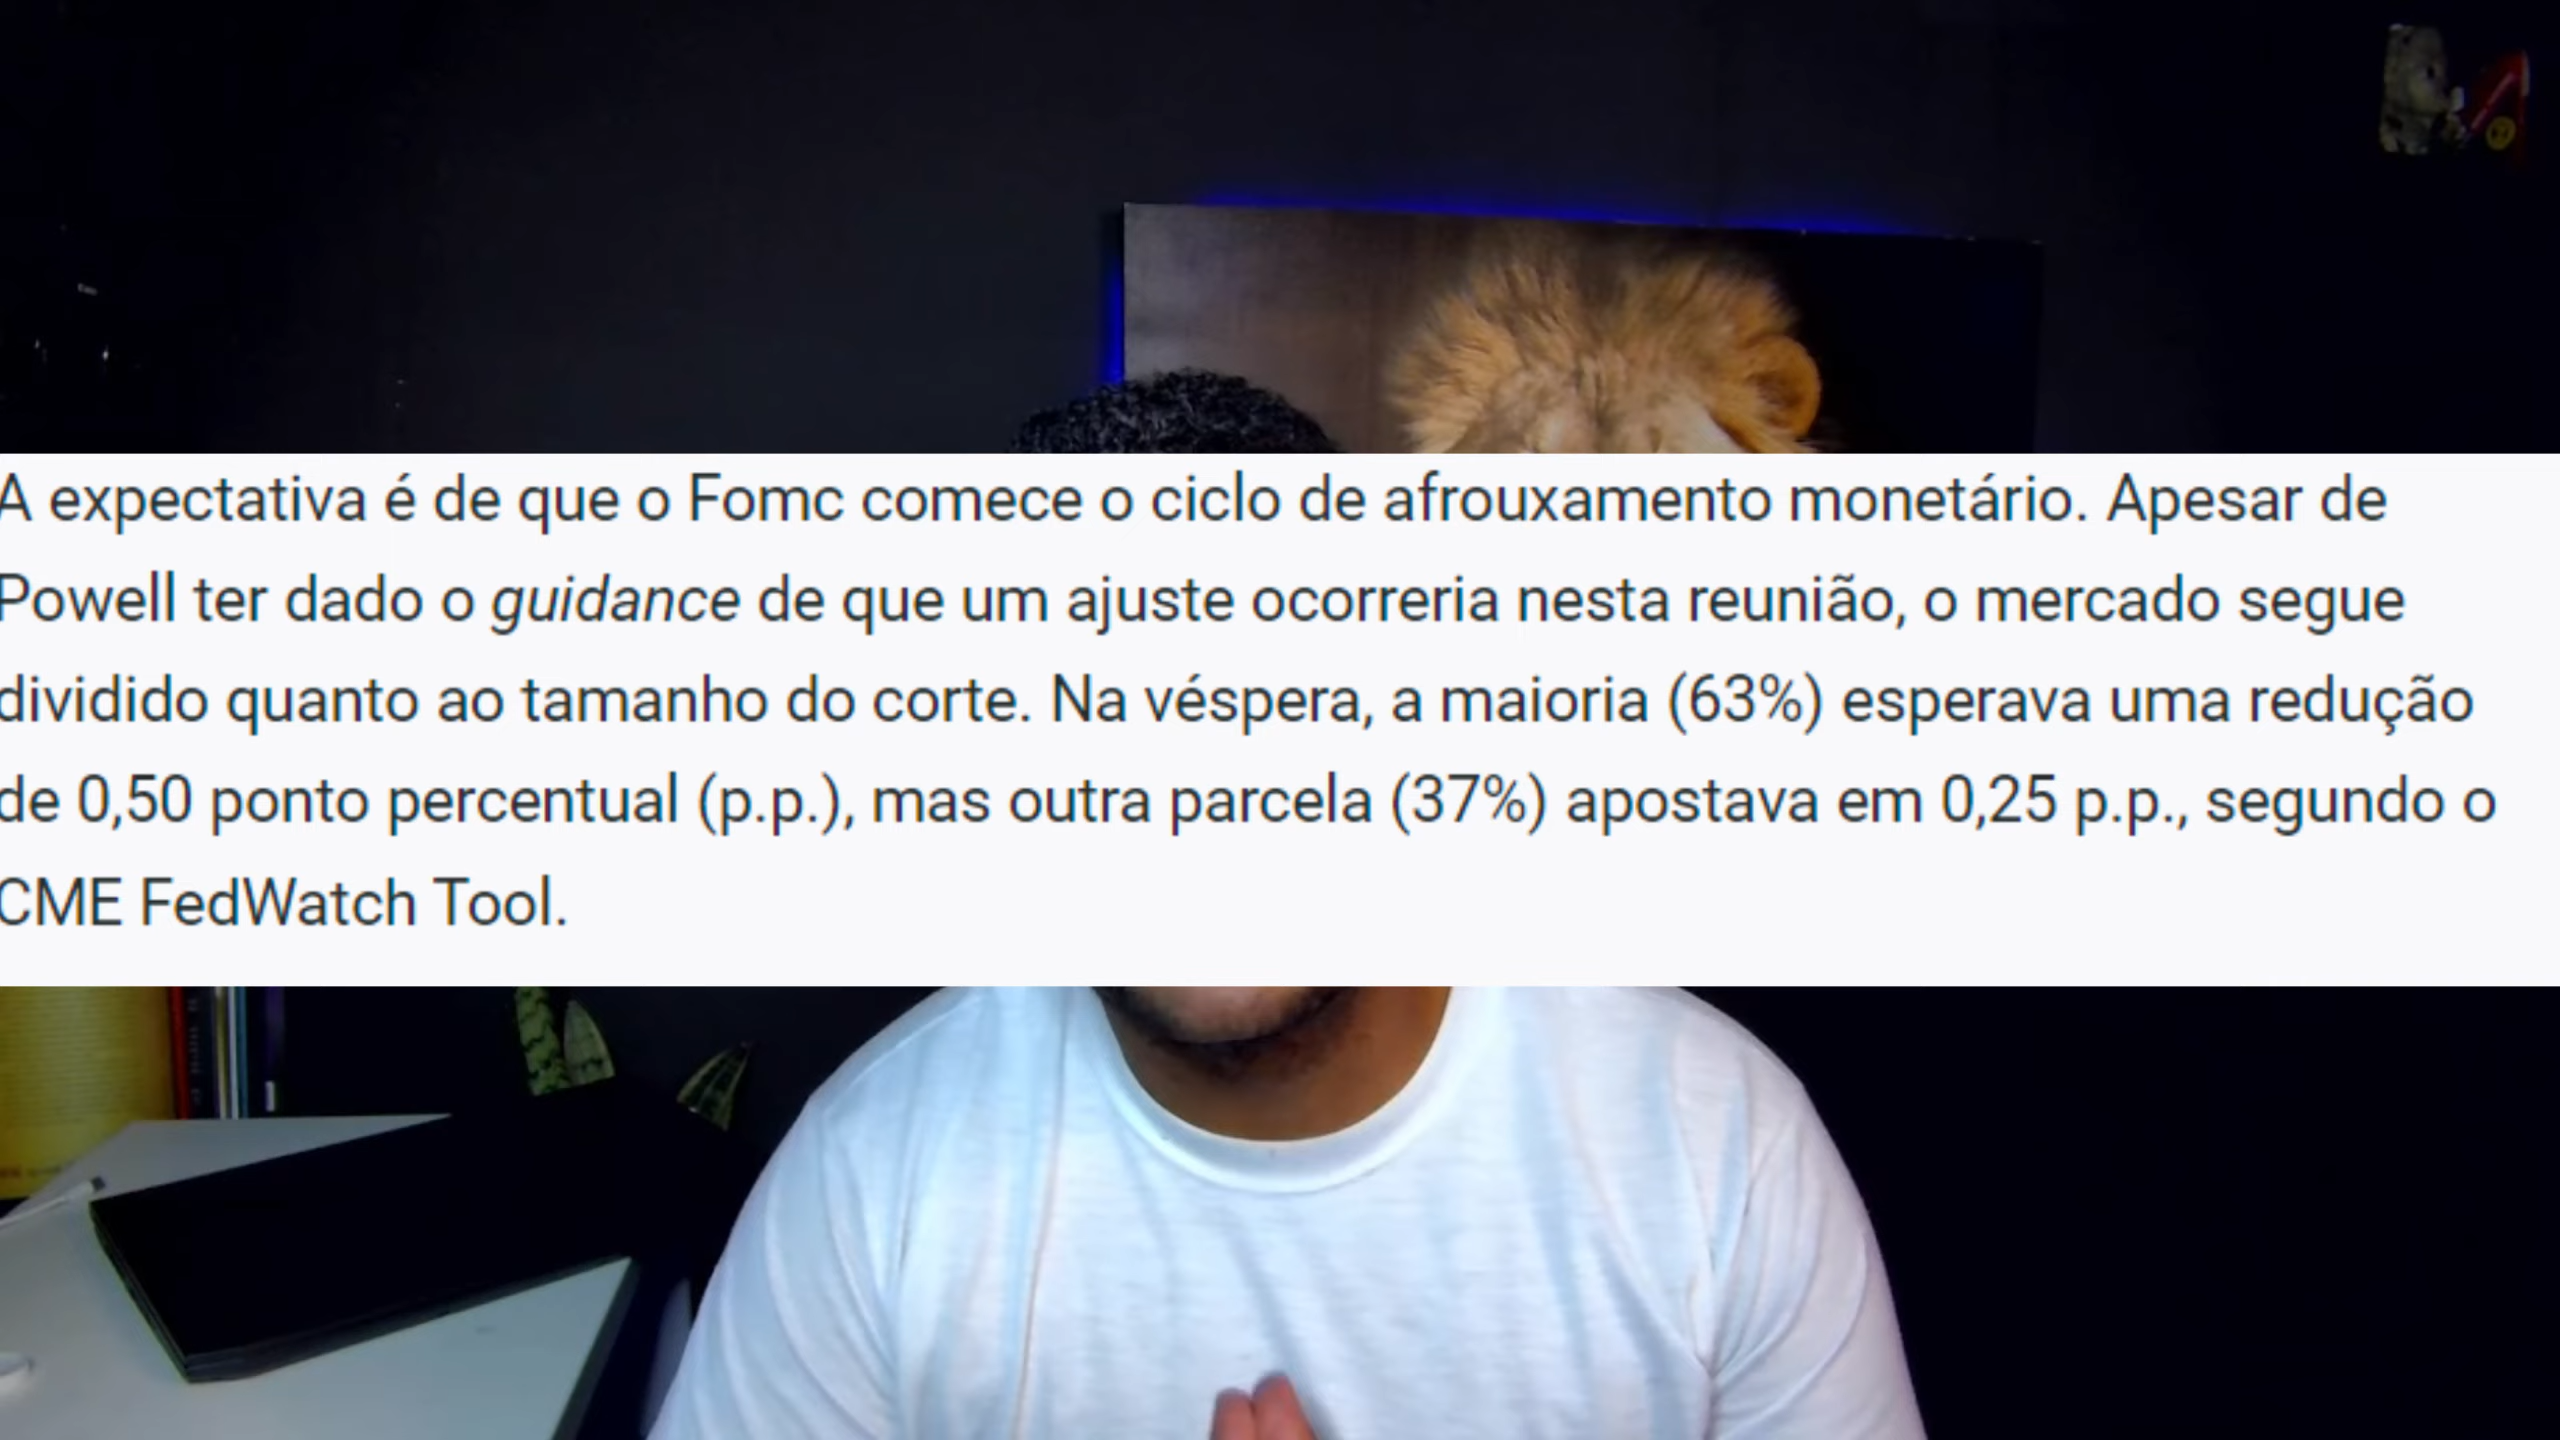 A expectativa é de que o Fomc comece o ciclo de afrouxamento monetário. Apesar de
Powell ter dado o guidance de que um ajuste ocorreria nesta reunião, o mercado segue
dividido quanto ao tamanho do corte. Na véspera, a maioria (63%) esperava uma redução
de 0,50 ponto percentual (p.p.), mas outra parcela (37%) apostava em 0,25 p.p., segundo o
CME FedWatch Tool.